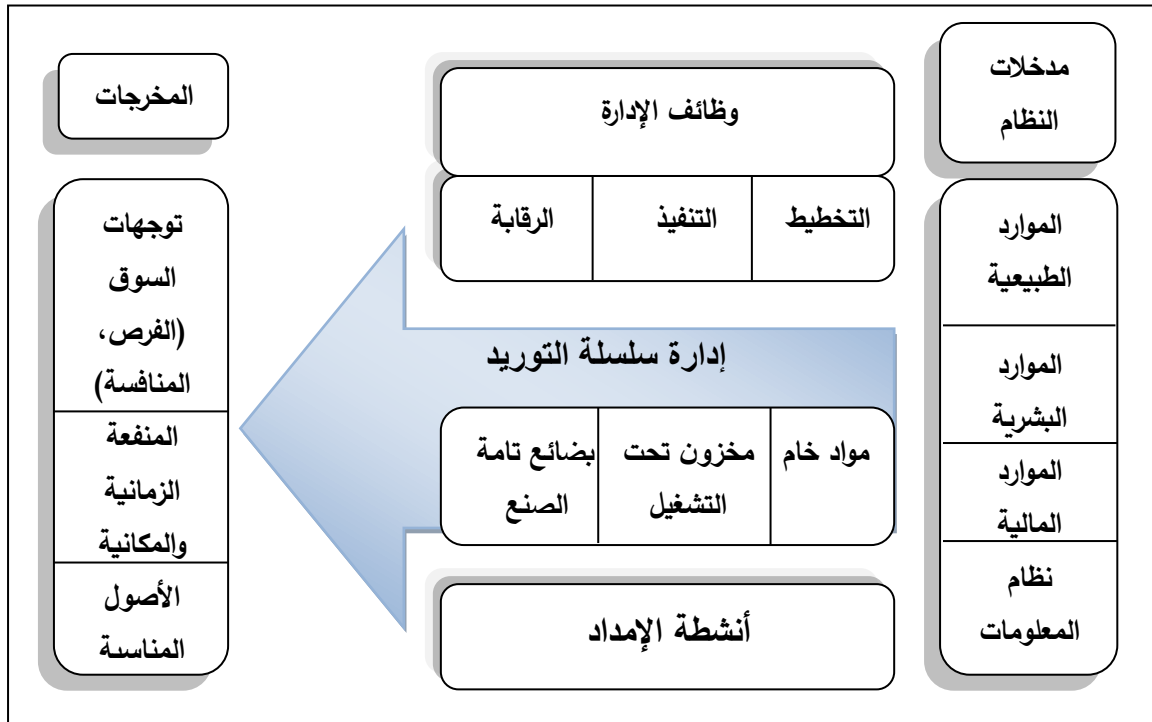 مدخلات
النظام
الموارد
الطبيعية
الموارد
البشرية
الموارد
المالية
نظام
المعلومات
وظائف الإدارة
التخطيط
التنفيذ
الرقابة
إدارة سلسلة التوريد
مواد خام
مخزون تحت
التشغيل
بضائع تامة
الصنع
أنشطة الإمداد
المخرجات
توجهات
السوق
(الفرص،
المنافسة)
المنفعة
الزمانية
والمكانية
الأصول
المناسبة